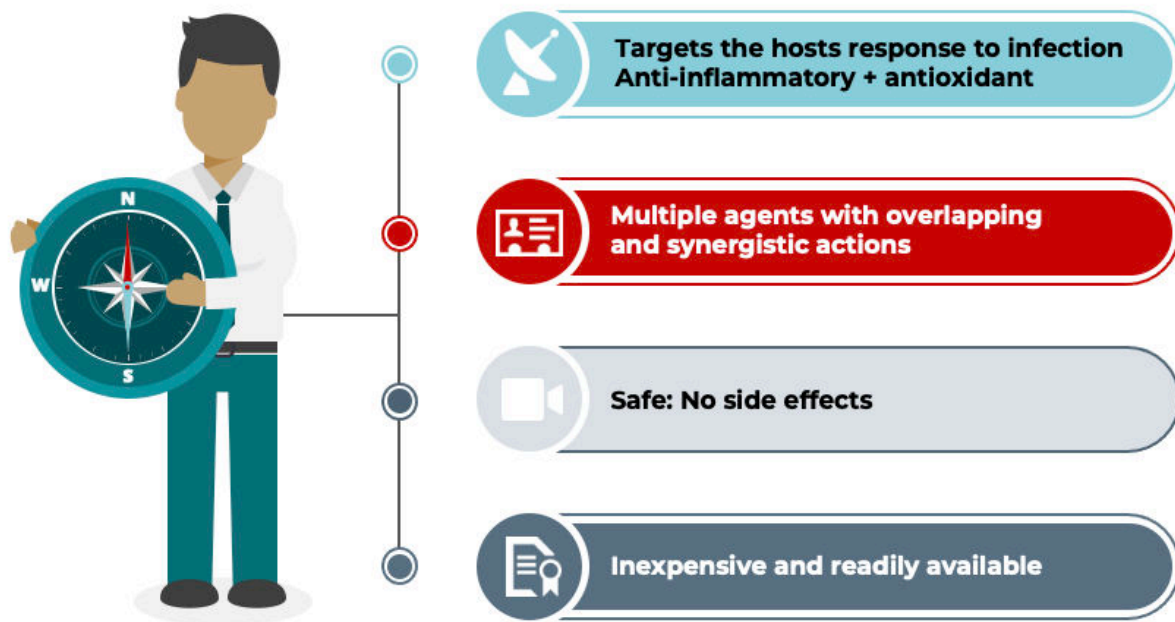 N
W
S
Targets the hosts response to infection
Anti-inflammatory + antioxidant
Multiple agents with overlapping
and synergistic actions
Safe: No side effects
Inexpensive and readily available